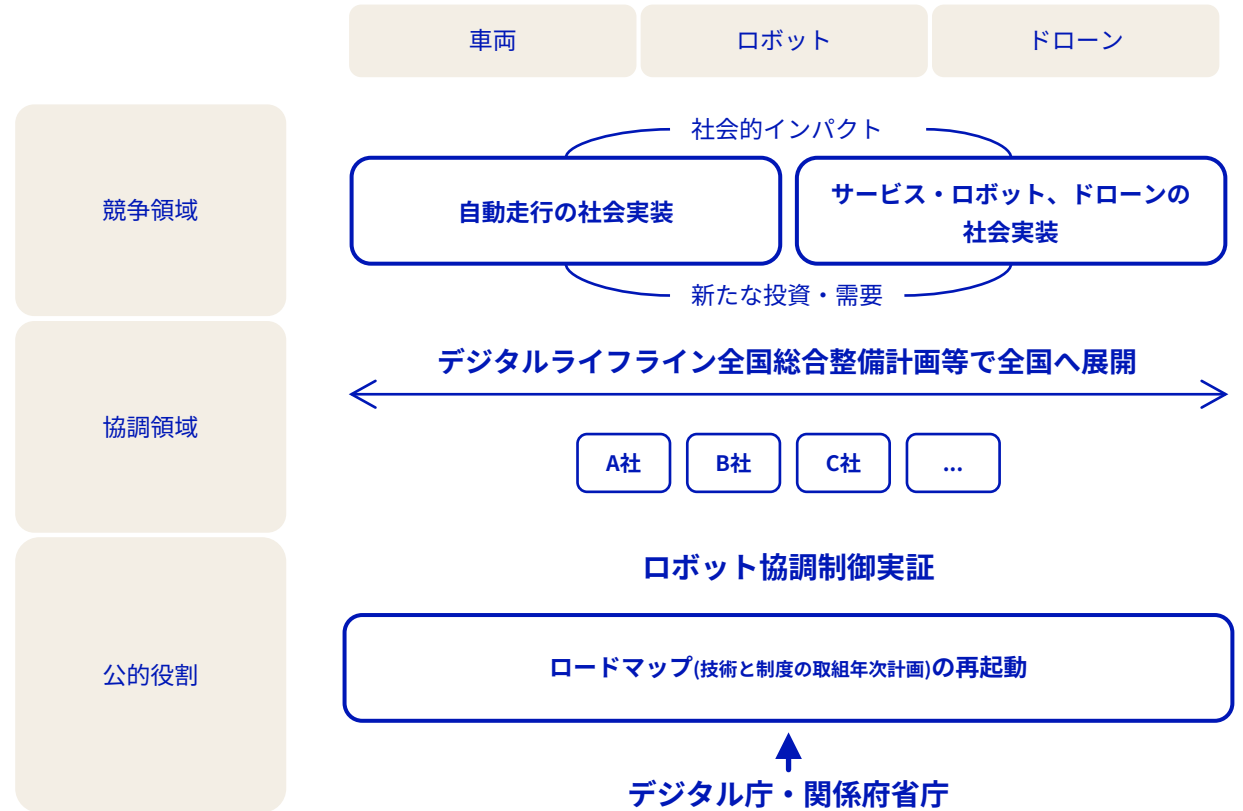 車両
ロボット
ドローン
競争領域
社会的インパクト
自動走行の社会実装
サービス・ロボット、ドローンの
社会実装
新たな投資・需要
協調領域
デジタルライフライン全国総合整備計画等で全国へ展開
A社
B社
C社
...
公的役割
ロボット協調制御実証
ロードマップ(技術と制度の取組年次計画)の再起動
デジタル庁・関係府省庁